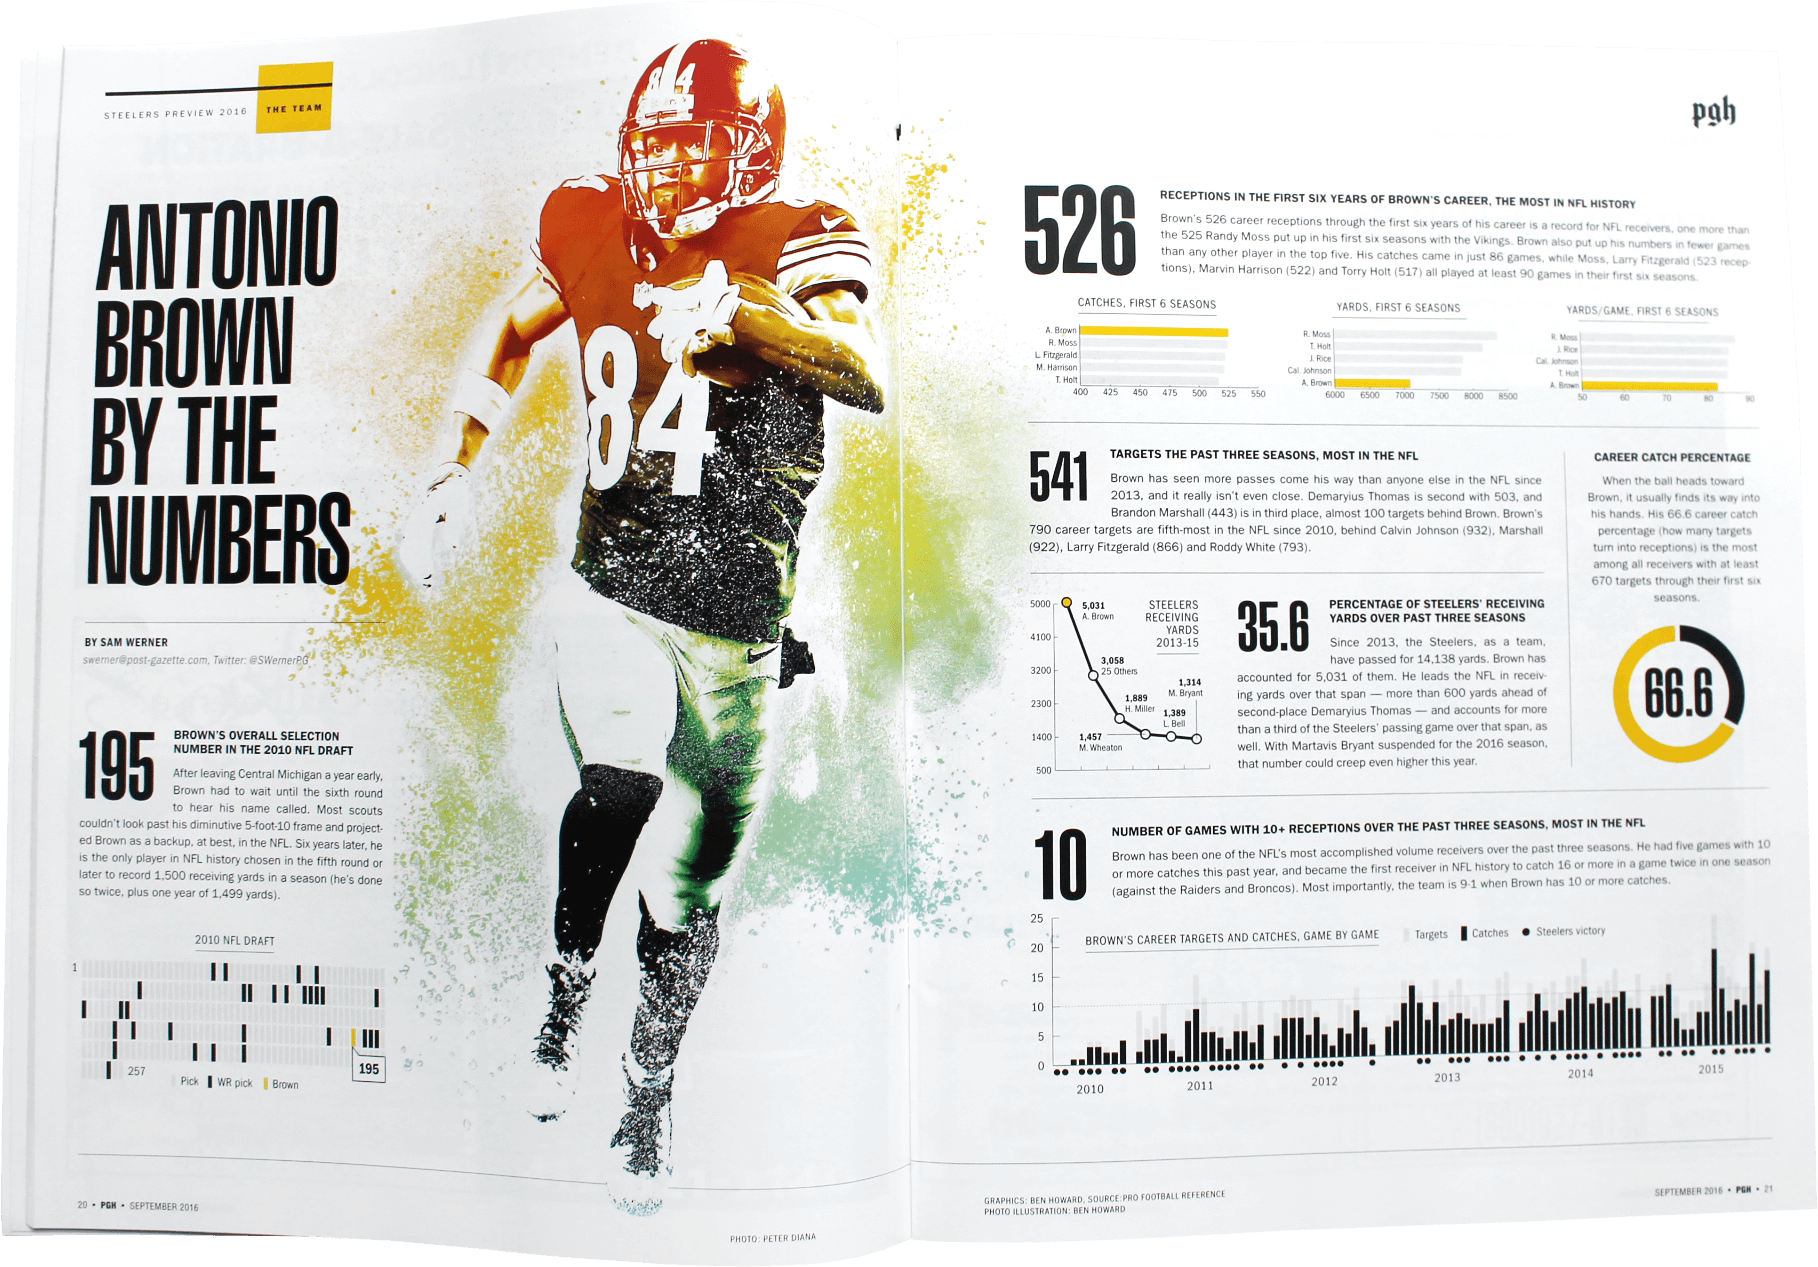 STEELERS PREVIEW 2016
THE TEAM
ANTONIO
BROWN
BY THE
NUMBERS
BY SAM WERNER
swerner@post-gazette.com, Twitter: @SWernerPG
195
BROWN'S OVERALL SELECTION
NUMBER IN THE 2010 NFL DRAFT
After leaving Central Michigan a year early,
Brown had to wait until the sixth round
to hear his name called. Most scouts
couldn't look past his diminutive 5-foot-10 frame and project-
ed Brown as a backup, at best, in the NFL. Six years later, he
is the only player in NFL history chosen in the fifth round or
later to record 1,500 receiving yards in a season (he's done
so twice, plus one year of 1,499 yards).
2010 NFL DRAFT
1
257
195
Pick WR pick Brown
20 • PGH • SEPTEMBER 2016
84
84
PHOTO: PETER DIANA
pgh
526
RECEPTIONS IN THE FIRST SIX YEARS OF BROWN'S CAREER, THE MOST IN NFL HISTORY
Brown's 526 career receptions through the first six years of his career is a record for NFL receivers, one more than
the 525 Randy Moss put up in his first six seasons with the Vikings. Brown also put up his numbers in fewer games
than any other player in the top five. His catches came in just 86 games, while Moss, Larry Fitzgerald (523 recep-
tions), Marvin Harrison (522) and Torry Holt (517) all played at least 90 games in their first six seasons.
CATCHES, FIRST 6 SEASONS
A. Brown
R. Moss
L. Fitzgerald
M. Harrison
T. Holt
400 425 450 475 500 525 550
YARDS, FIRST 6 SEASONS
R. Moss
T. Holt
J. Rice
Cal. Johnson
A. Brown
6000 6500 7000 7500 8000 8500
YARDS/GAME, FIRST 6 SEASONS
R. Moss
J. Rice
Cal. Johnson
T. Holt
A. Brown
50 60 70 80 90
541
TARGETS THE PAST THREE SEASONS, MOST IN THE NFL
Brown has seen more passes come his way than anyone else in the NFL since
2013, and it really isn't even close. Demaryius Thomas is second with 503, and
Brandon Marshall (443) is in third place, almost 100 targets behind Brown. Brown's
790 career targets are fifth-most in the NFL since 2010, behind Calvin Johnson (932), Marshall
(922), Larry Fitzgerald (866) and Roddy White (793).
CAREER CATCH PERCENTAGE
When the ball heads toward
Brown, it usually finds its way into
his hands. His 66.6 career catch
percentage (how many targets
turn into receptions) is the most
among all receivers with at least
670 targets through their first six
seasons.
66.6
STEELERS
RECEIVING
YARDS
2013-15
5000
4100
3200
2300
1400
500
5,031
A. Brown
3,058
25 Others
1,889
H. Miller
1,457
M. Wheaton
1,389
L. Bell
1,314
M. Bryant
35.6
PERCENTAGE OF STEELERS' RECEIVING
YARDS OVER PAST THREE SEASONS
Since 2013, the Steelers, as a team,
have passed for 14,138 yards. Brown has
accounted for 5,031 of them. He leads the NFL in receiv-
ing yards over that span — more than 600 yards ahead of
second-place Demaryius Thomas — and accounts for more
than a third of the Steelers' passing game over that span, as
well. With Martavis Bryant suspended for the 2016 season,
that number could creep even higher this year.
10
NUMBER OF GAMES WITH 10+ RECEPTIONS OVER THE PAST THREE SEASONS, MOST IN THE NFL
Brown has been one of the NFL's most accomplished volume receivers over the past three seasons. He had five games with 10
or more catches this past year, and became the first receiver in NFL history to catch 16 or more in a game twice in one season
(against the Raiders and Broncos). Most importantly, the team is 9-1 when Brown has 10 or more catches.
BROWN'S CAREER TARGETS AND CATCHES, GAME BY GAME
Targets Catches Steelers victory
25
20
15
10
5
0
2010 2011 2012 2013 2014 2015
GRAPHICS: BEN HOWARD, SOURCE:PRO FOOTBALL REFERENCE
PHOTO ILLUSTRATION: BEN HOWARD
SEPTEMBER 2016 • PGH • 21